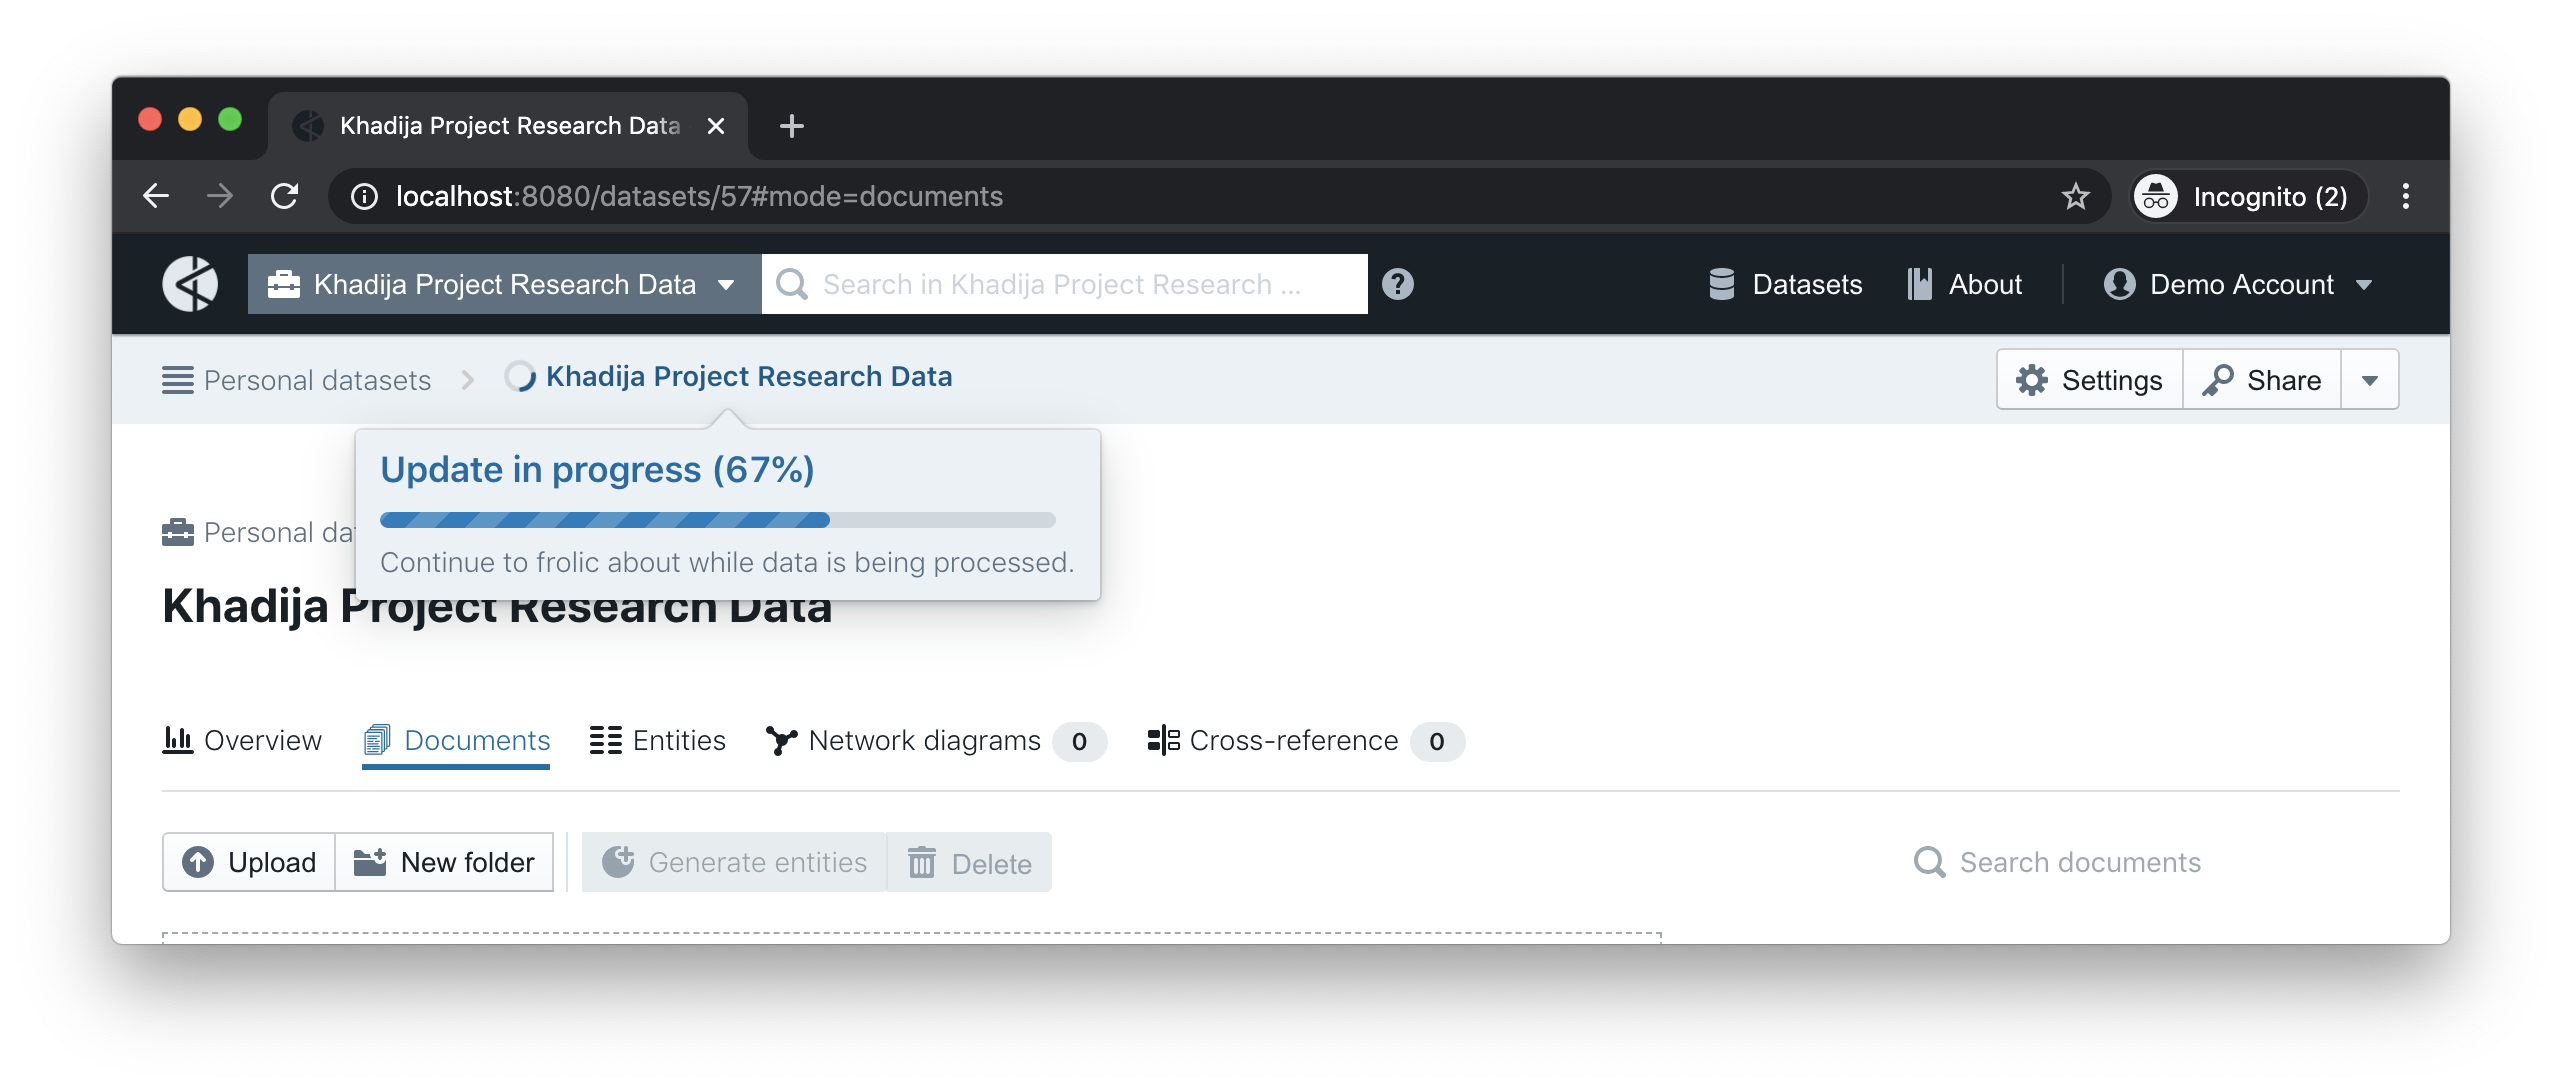 Khadija Project Research Data
localhost:8080/datasets/57#mode=documents
Incognito (2)
Khadija Project Research Data
Search in Khadija Project Research ...
Datasets
About
Demo Account
Personal datasets
Khadija Project Research Data
Settings
Share
Update in progress (67%)
Continue to frolic about while data is being processed.
Personal da
Khadija Project Research Data
Overview
Documents
Entities
Network diagrams 0
Cross-reference 0
Upload
New folder
Generate entities
Delete
Search documents